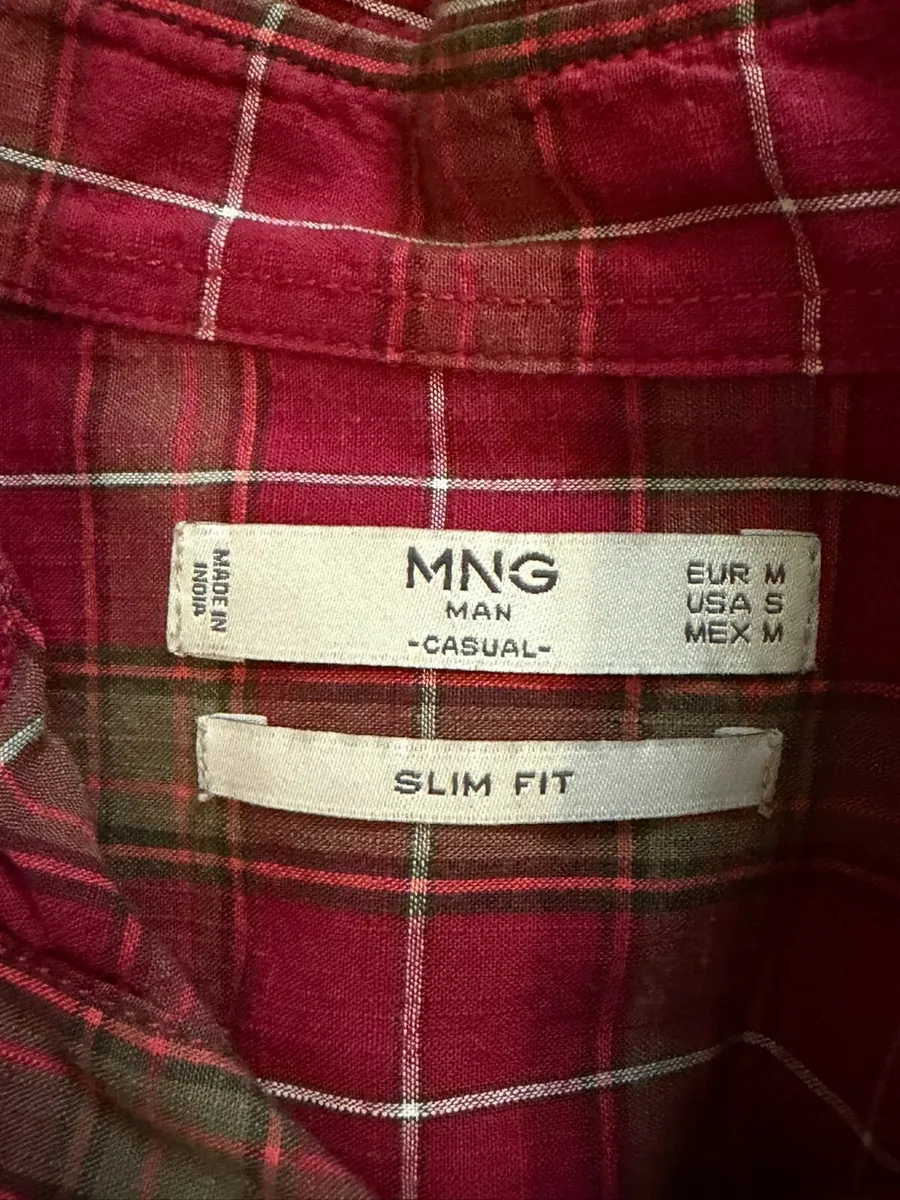 MADE IN
INDIA
MNG
MAN
-CASUAL-
EUR M
USA S
MEX M
SLIM FIT